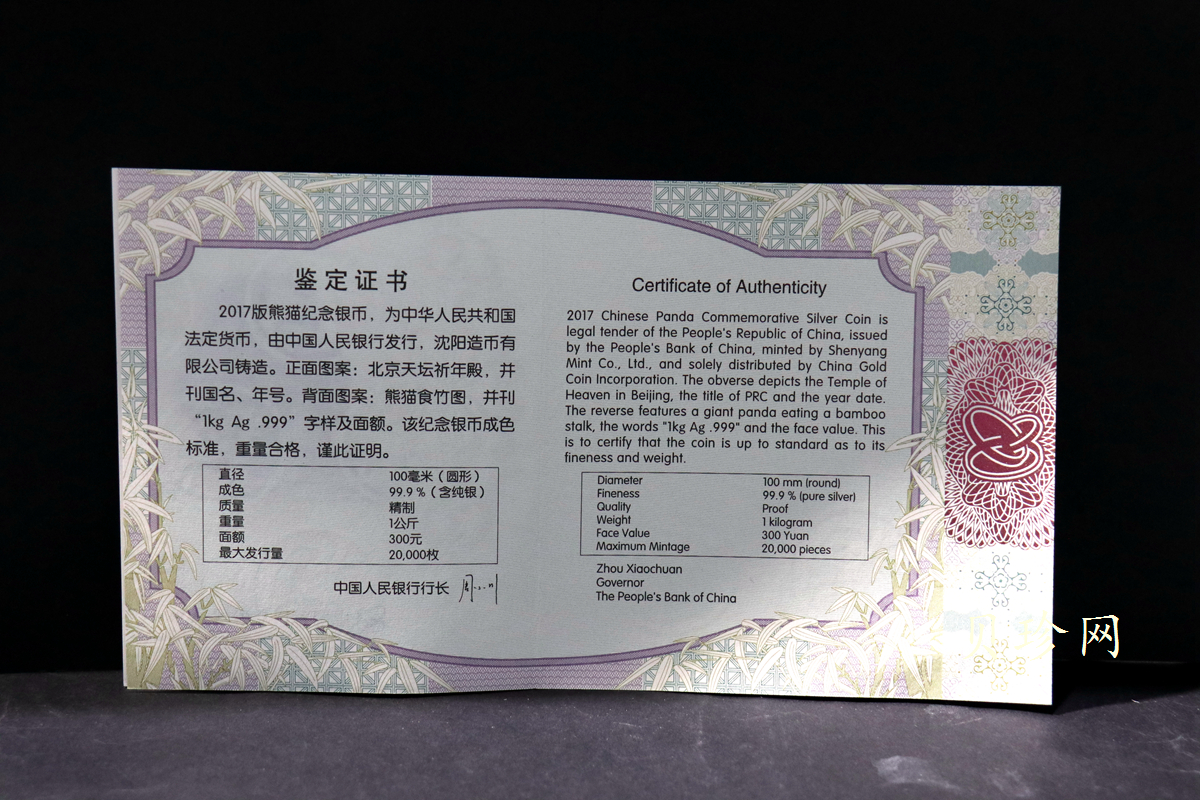 鉴定证书
2017版熊猫纪念银币，为中华人民共和国
法定货币，由中国人民银行发行，沈阳造币有
限公司铸造。正面图案：北京天坛祈年殿，并
刊国名、年号。背面图案：熊猫食竹图，并刊
“1kg Ag .999”字样及面额。该纪念银币成色
标准，重量合格，谨此证明。
直径 100毫米（圆形）
成色 99.9％（含纯银）
质量 精制
重量 1公斤
面额 300元
最大发行量 20,000枚
中国人民银行行长
Certificate of Authenticity
2017 Chinese Panda Commemorative Silver Coin is
legal tender of the People's Republic of China, issued
by the People's Bank of China, minted by Shenyang
Mint Co., Ltd., and solely distributed by China Gold
Coin Incorporation. The obverse depicts the Temple of
Heaven in Beijing, the title of PRC and the year date.
The reverse features a giant panda eating a bamboo
stalk, the words "1kg Ag .999" and the face value. This
is to certify that the coin is up to standard as to its
fineness and weight.
Diameter 100 mm (round)
Fineness 99.9 % (pure silver)
Quality Proof
Weight 1 kilogram
Face Value 300 Yuan
Maximum Mintage 20,000 pieces
Zhou Xiaochuan
Governor
The People's Bank of China
珍网